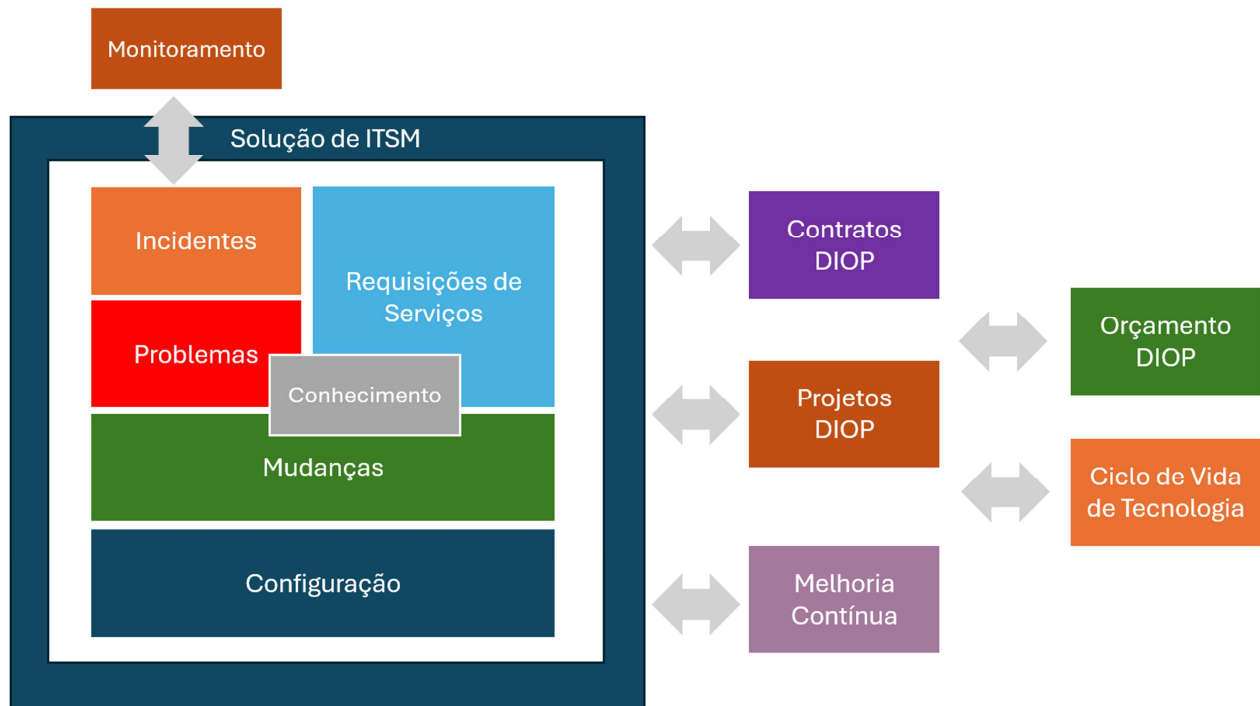 Monitoramento
Solução de ITSM
Incidentes
Requisições de
Serviços
Problemas
Conhecimento
Mudanças
Configuração
Contratos
DIOP
Projetos
DIOP
Melhoria
Contínua
Orçamento
DIOP
Ciclo de Vida
de Tecnologia